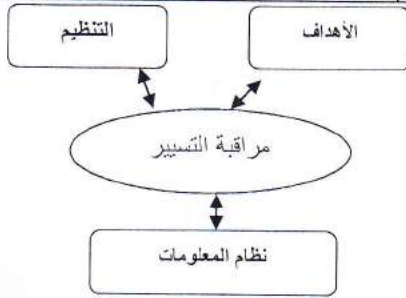 الأهداف
التنظيم
مراقبة التسيير
نظام المعلومات